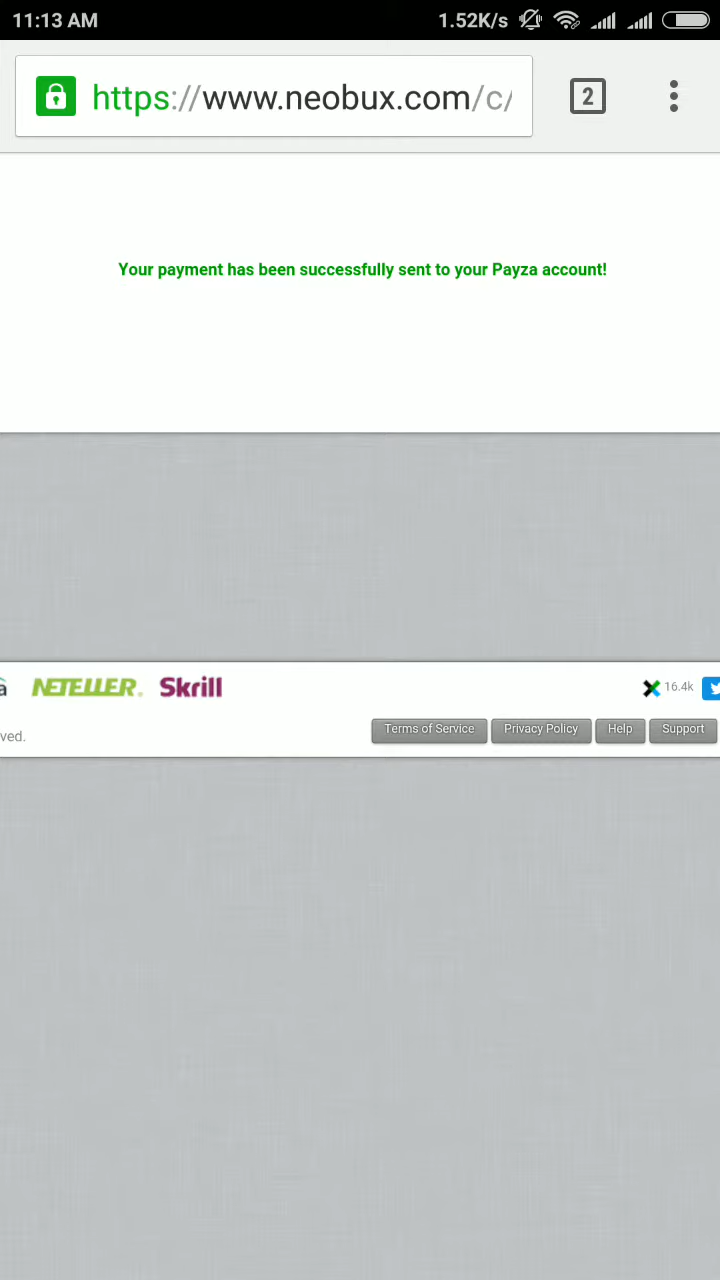 11:13 AM 1.52K/s
https://www.neobux.com/c/ 2
Your payment has been successfully sent to your Payza account!
a NETELLER. Skrill 16.4k
ved. Terms of Service Privacy Policy Help Support